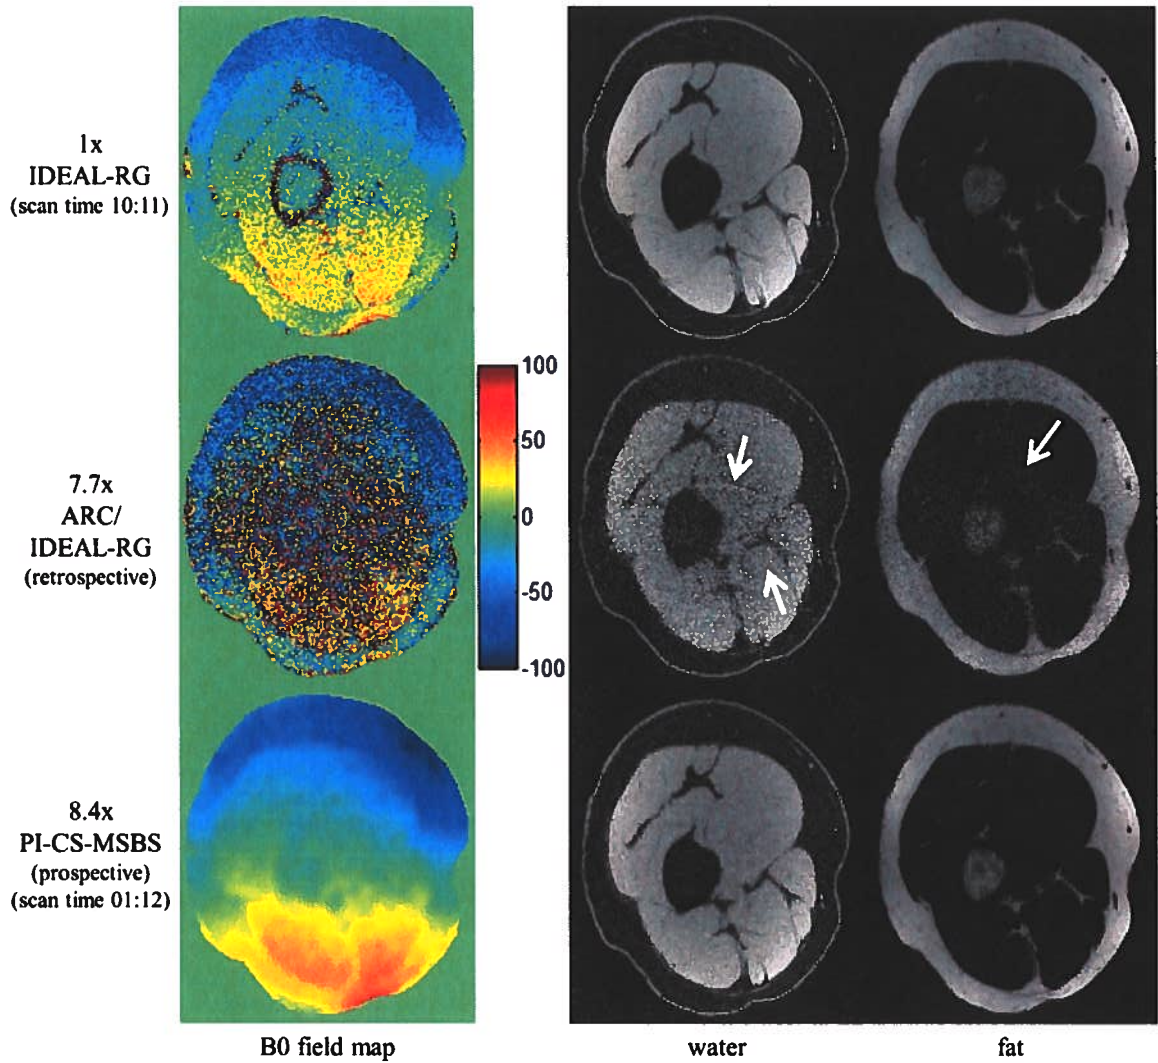 1x
IDEAL-RG
(scan time 10:11)
100
50
0
-50
-100
7.7x
ARC/
IDEAL-RG
(retrospective)
8.4x
PI-CS-MSBS
(prospective)
(scan time 01:12)
B0 field map
water
fat